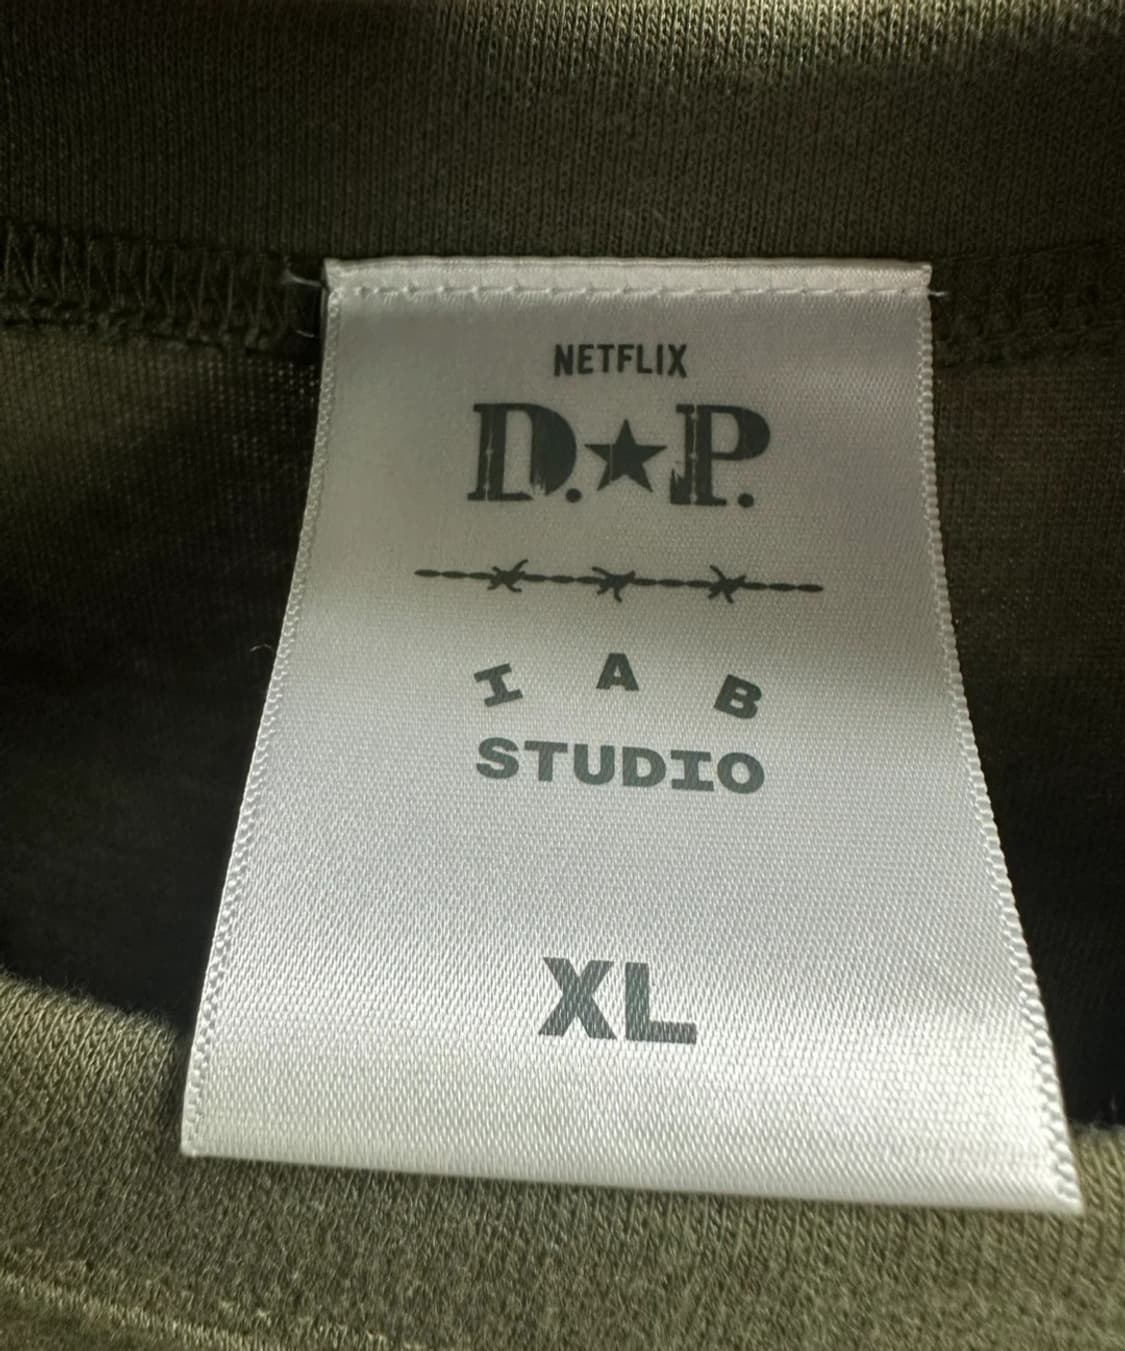 NETFLIX
D.★P.
I A B
STUDIO
XL